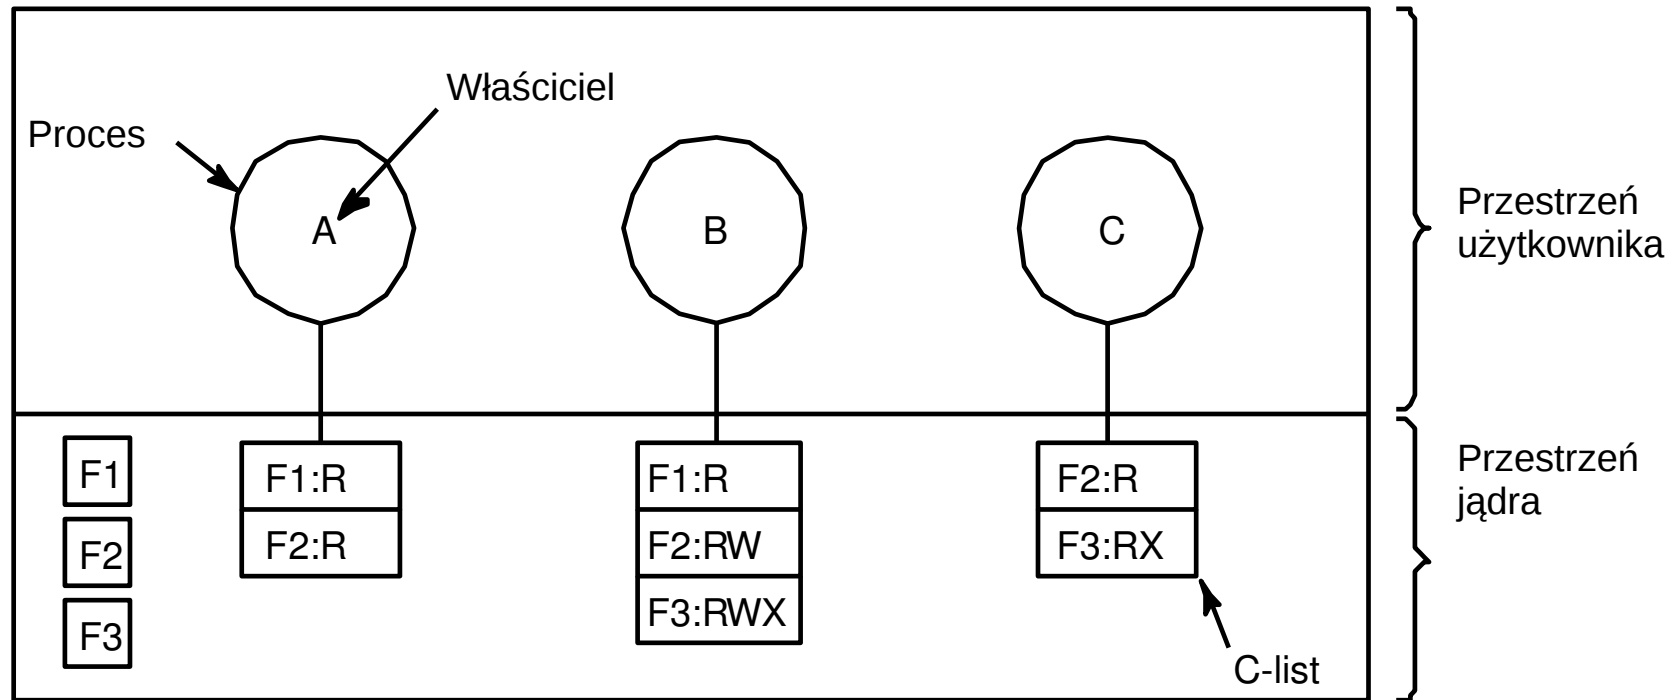 Właściciel
Proces
A
B
C
Przestrzeń
użytkownika
F1
F2
F3
F1:R
F2:R
F1:R
F2:RW
F3:RWX
F2:R
F3:RX
C-list
Przestrzeń
jądra